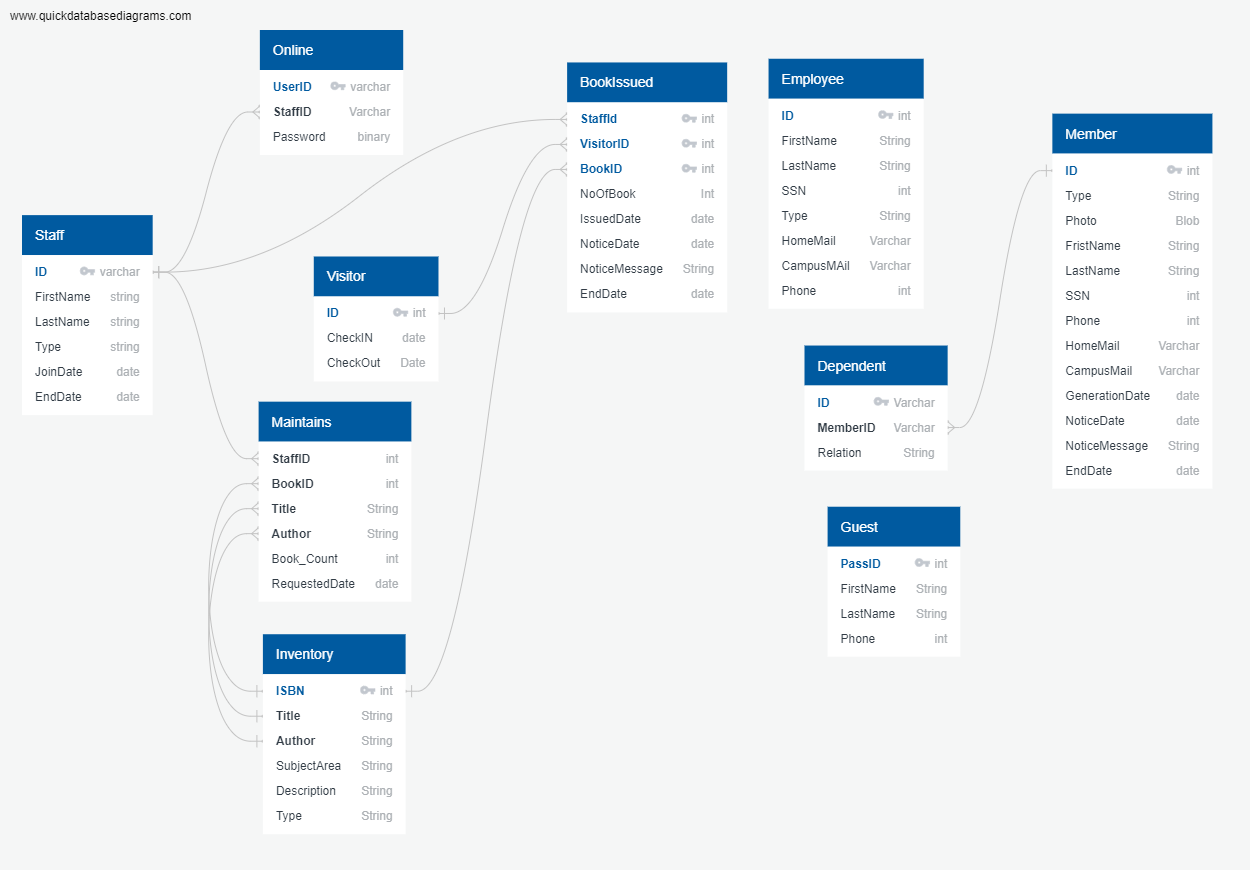 www.quickdatabasediagrams.com
Online
UserID varchar
StaffID Varchar
Password binary
BookIssued
StaffId int
VisitorID int
BookID int
NoOfBook Int
IssuedDate date
NoticeDate date
NoticeMessage String
EndDate date
Employee
ID int
FirstName String
LastName String
SSN int
Type String
HomeMail Varchar
CampusMAil Varchar
Phone int
Member
ID int
Type String
Photo Blob
FristName String
LastName String
SSN int
Phone int
HomeMail Varchar
CampusMail Varchar
GenerationDate date
NoticeDate date
NoticeMessage String
EndDate date
Staff
ID varchar
FirstName string
LastName string
Type string
JoinDate date
EndDate date
Visitor
ID int
CheckIN date
CheckOut Date
Dependent
ID Varchar
MemberID Varchar
Relation String
Maintains
StaffID int
BookID int
Title String
Author String
Book_Count int
RequestedDate date
Guest
PassID int
FirstName String
LastName String
Phone int
Inventory
ISBN int
Title String
Author String
SubjectArea String
Description String
Type String